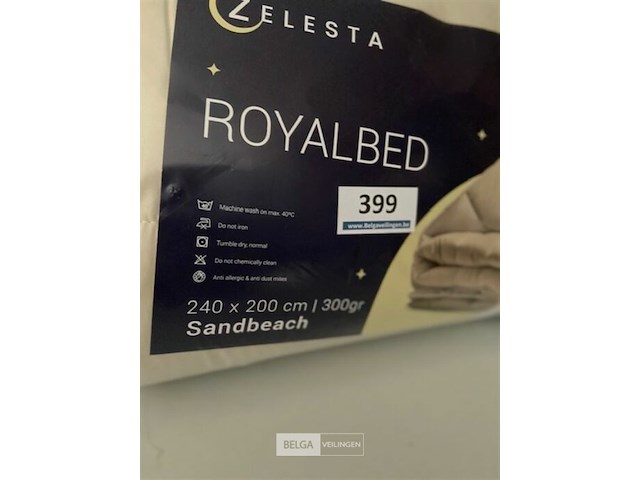 ZELESTA
ROYALBED
399
www.Belgaveilingen.be
Machine wash on max. 40°C
Do not iron
Tumble dry, normal
Do not chemically clean
Anti allergic & anti dust mites
240 x 200 cm | 300gr
Sandbeach
BELGA VEILINGEN